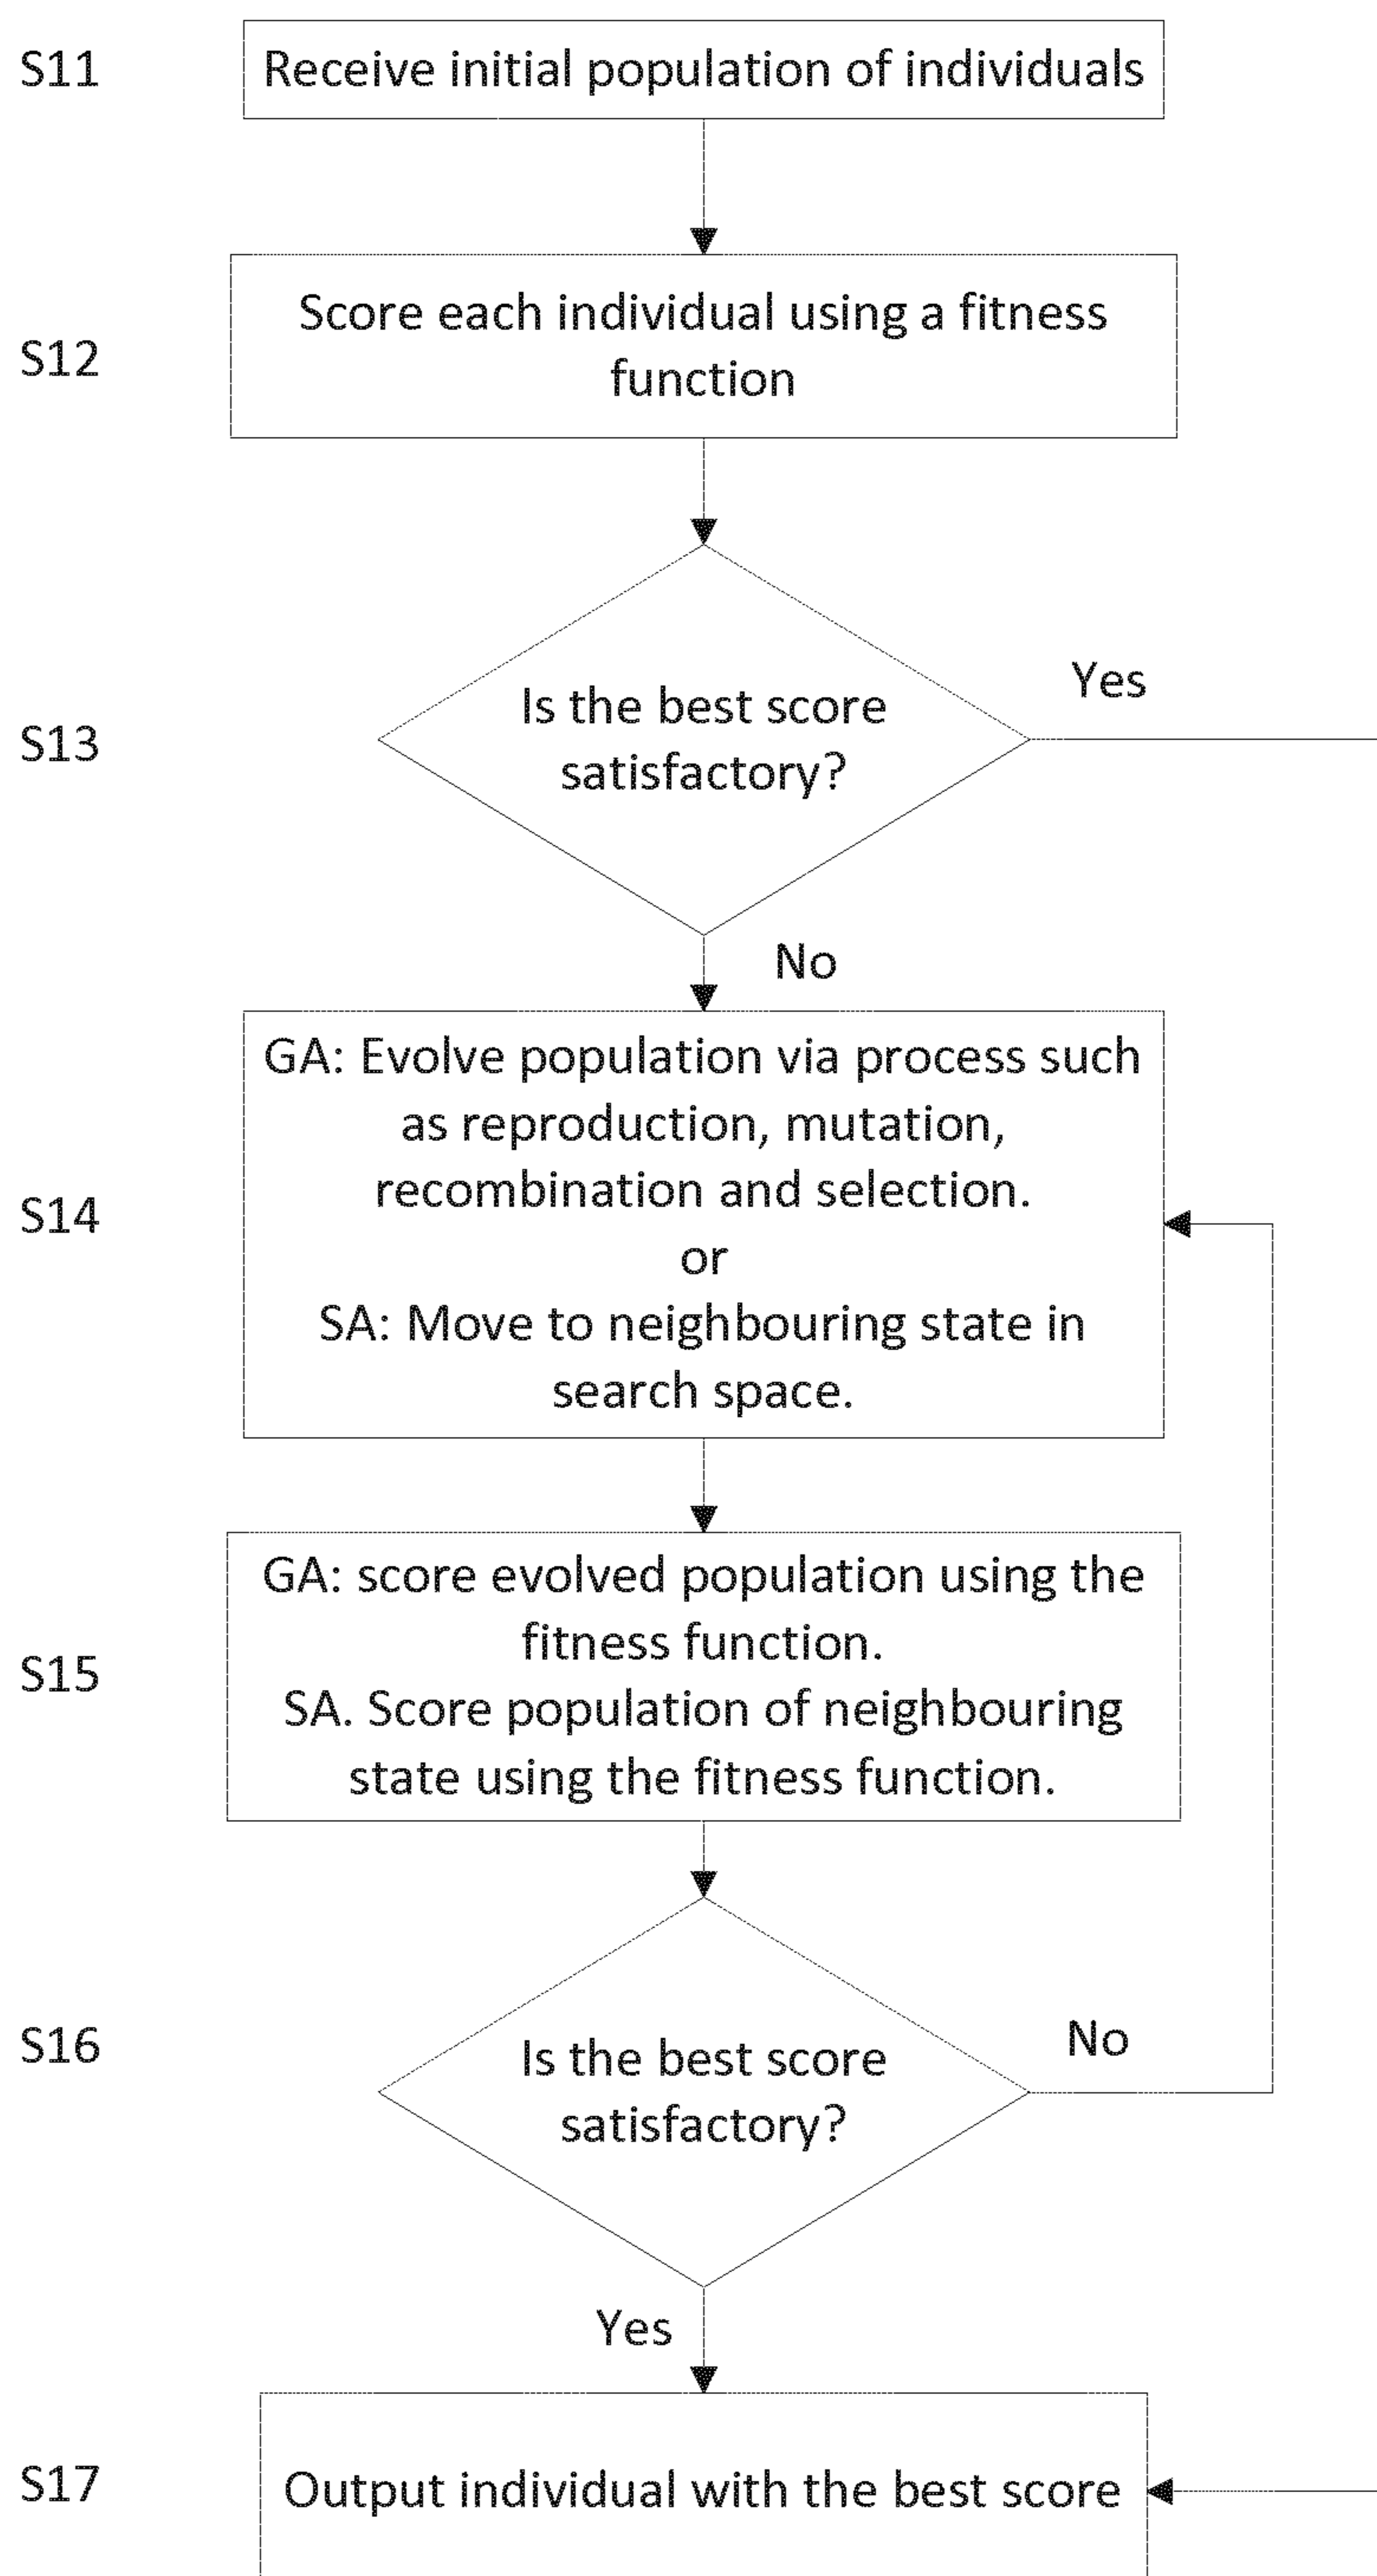 S11
Receive initial population of individuals
S12
Score each individual using a fitness
function
S13
Is the best score
satisfactory?
Yes
No
S14
GA: Evolve population via process such
as reproduction, mutation,
recombination and selection.
or
SA: Move to neighbouring state in
search space.
S15
GA: score evolved population using the
fitness function.
SA. Score population of neighbouring
state using the fitness function.
S16
Is the best score
satisfactory?
No
Yes
S17
Output individual with the best score